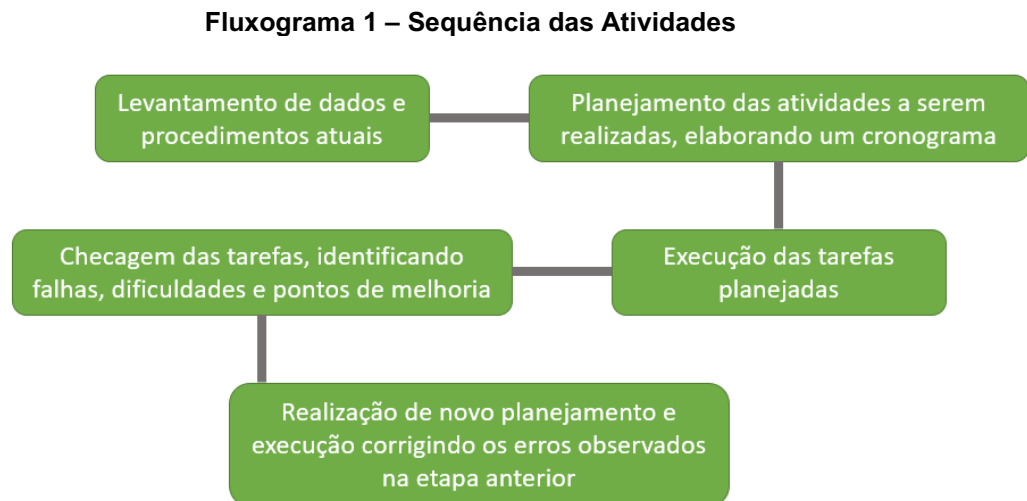 Fluxograma 1 – Sequência das Atividades
Levantamento de dados e
procedimentos atuais
Planejamento das atividades a serem
realizadas, elaborando um cronograma
Execução das tarefas
planejadas
Checagem das tarefas, identificando
falhas, dificuldades e pontos de melhoria
Realização de novo planejamento e
execução corrigindo os erros observados
na etapa anterior